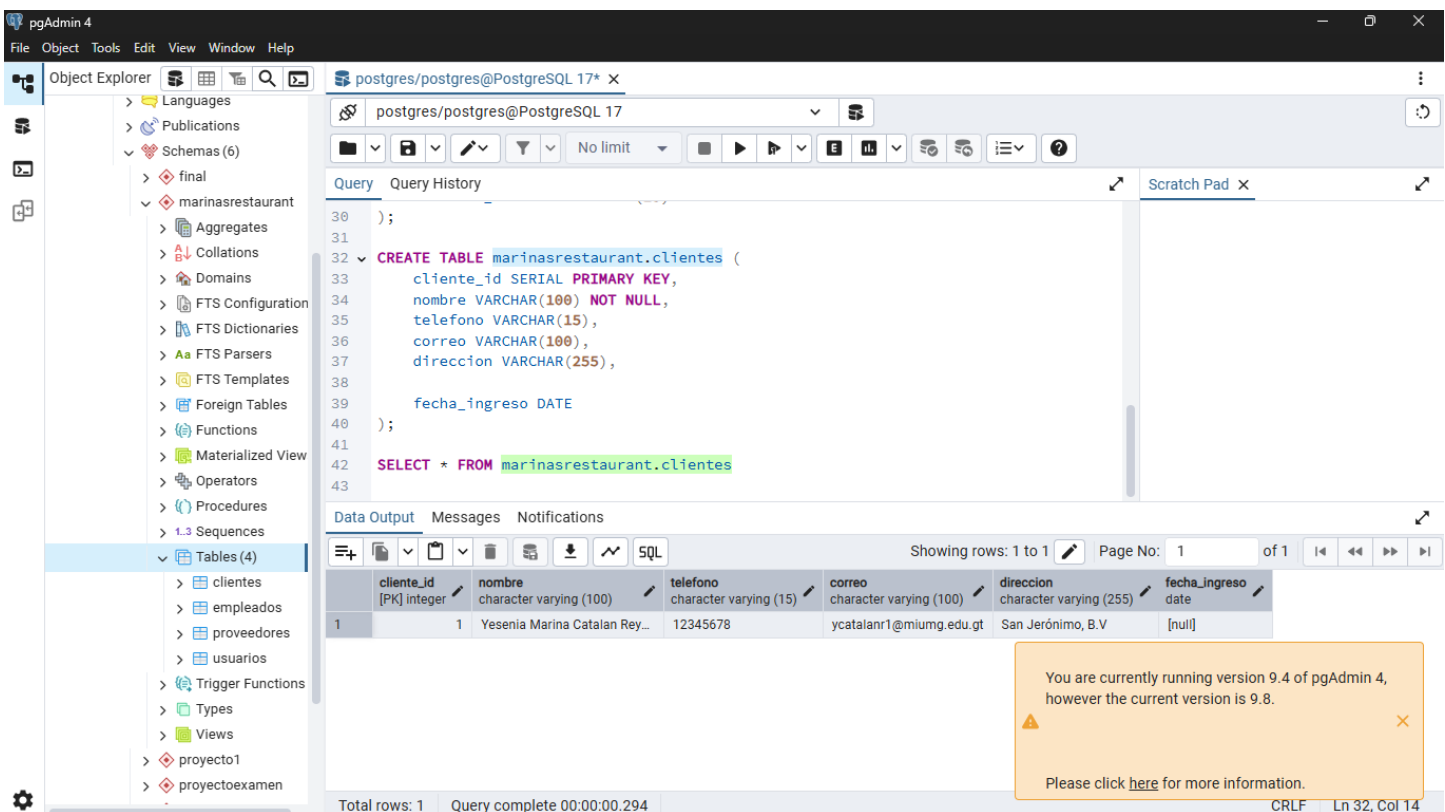 pgAdmin 4
File Object Tools Edit View Window Help
Object Explorer
Languages
Publications
Schemas (6)
final
marinasrestaurant
Aggregates
Collations
Domains
FTS Configuration
FTS Dictionaries
FTS Parsers
FTS Templates
Foreign Tables
Functions
Materialized View
Operators
Procedures
Sequences
Tables (4)
clientes
empleados
proveedores
usuarios
Trigger Functions
Types
Views
proyecto1
proyectoexamen
postgres/postgres@PostgreSQL 17*
postgres/postgres@PostgreSQL 17
No limit
Query Query History
Scratch Pad
30 );
31
32 CREATE TABLE marinasrestaurant.clientes (
33 cliente_id SERIAL PRIMARY KEY,
34 nombre VARCHAR(100) NOT NULL,
35 telefono VARCHAR(15),
36 correo VARCHAR(100),
37 direccion VARCHAR(255),
38
39 fecha_ingreso DATE
40 );
41
42 SELECT * FROM marinasrestaurant.clientes
43
Data Output Messages Notifications
SQL
Showing rows: 1 to 1 Page No: 1 of 1
cliente_id nombre telefono correo direccion fecha_ingreso
[PK] integer character varying (100) character varying (15) character varying (100) character varying (255) date
1 1 Yesenia Marina Catalan Rey... 12345678 ycatalanr1@miumg.edu.gt San Jerónimo, B.V [null]
You are currently running version 9.4 of pgAdmin 4,
however the current version is 9.8.
Please click here for more information.
Total rows: 1 Query complete 00:00:00.294 CRLF Ln 32, Col 14